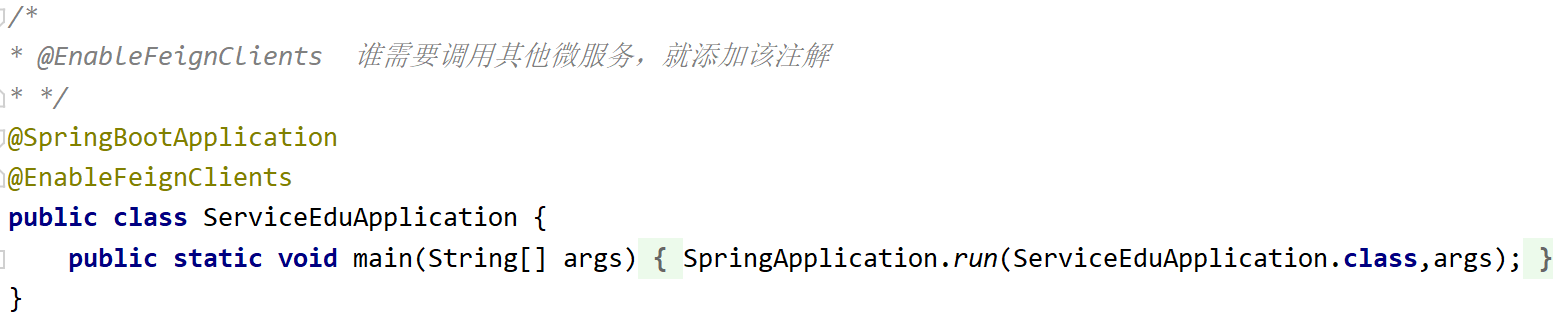 /*
* @EnableFeignClients  谁需要调用其他微服务，就添加该注解
* */
@SpringBootApplication
@EnableFeignClients
public class ServiceEduApplication {
    public static void main(String[] args) { SpringApplication.run(ServiceEduApplication.class,args); }
}